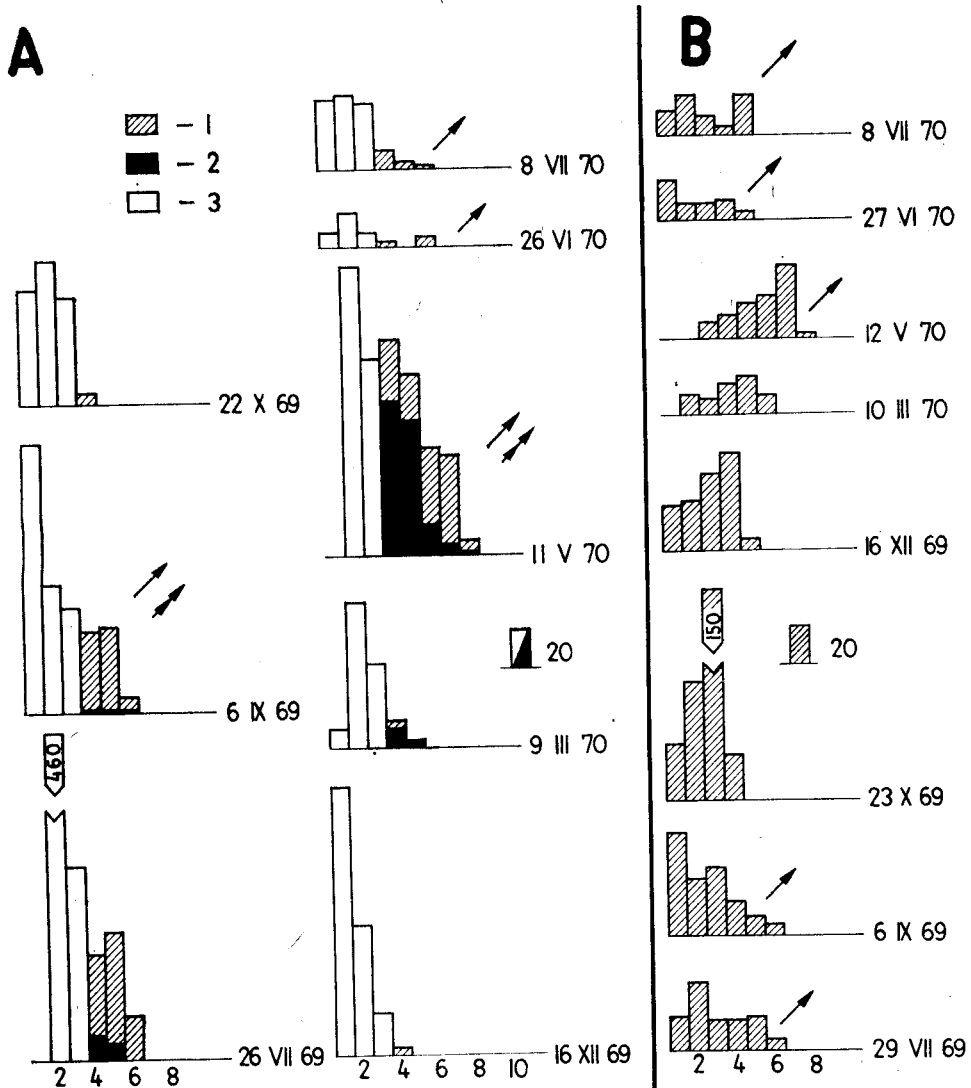 A
- 1
- 2
- 3
22 X 69
6 IX 69
460
26 VII 69
2 4 6 8
8 VII 70
26 VI 70
11 V 70
20
9 III 70
16 XII 69
2 4 6 8 10
B
8 VII 70
27 VI 70
12 V 70
10 III 70
16 XII 69
150
20
23 X 69
6 IX 69
29 VII 69
2 4 6 8